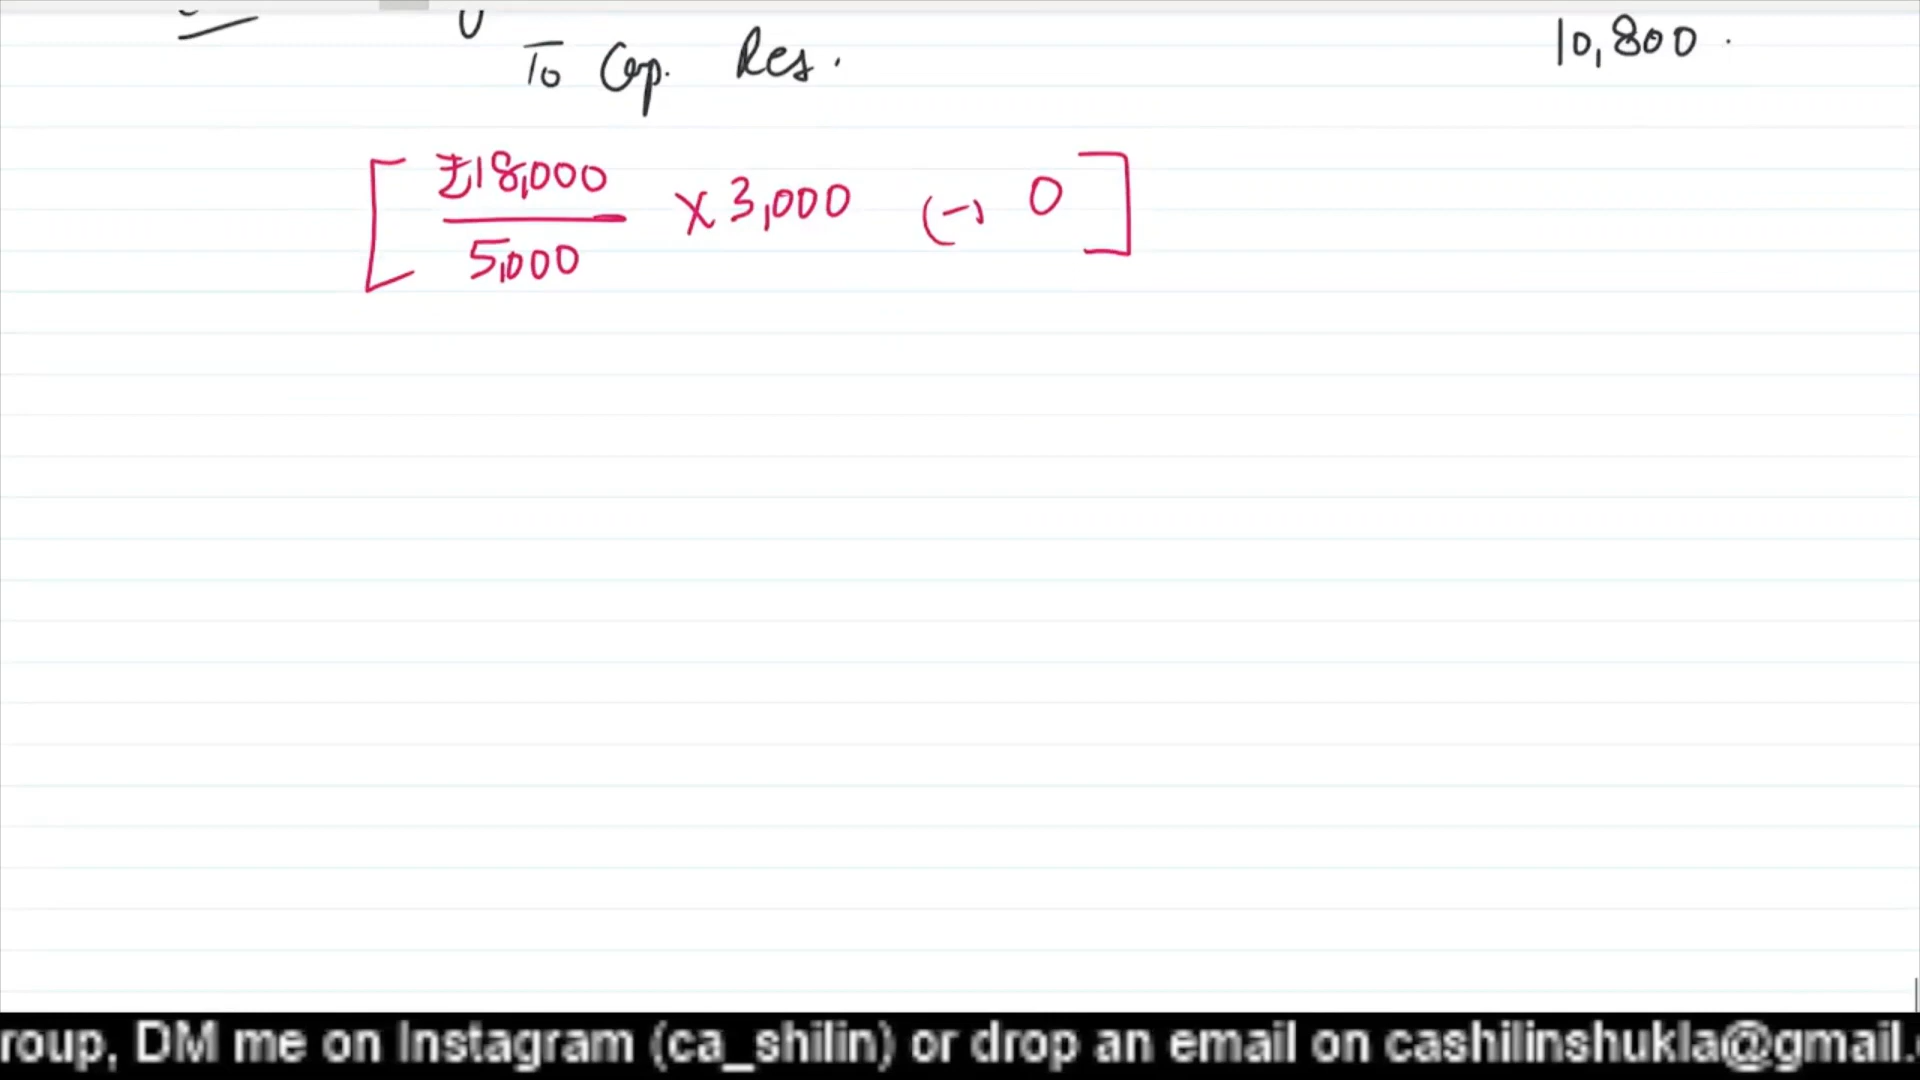 To Cap. Res. 10,800
[ ₹18,000 / 5,000 × 3,000 (-) 0 ]
roup, DM me on Instagram (ca_shilin) or drop an email on cashilinshukla@gmail.